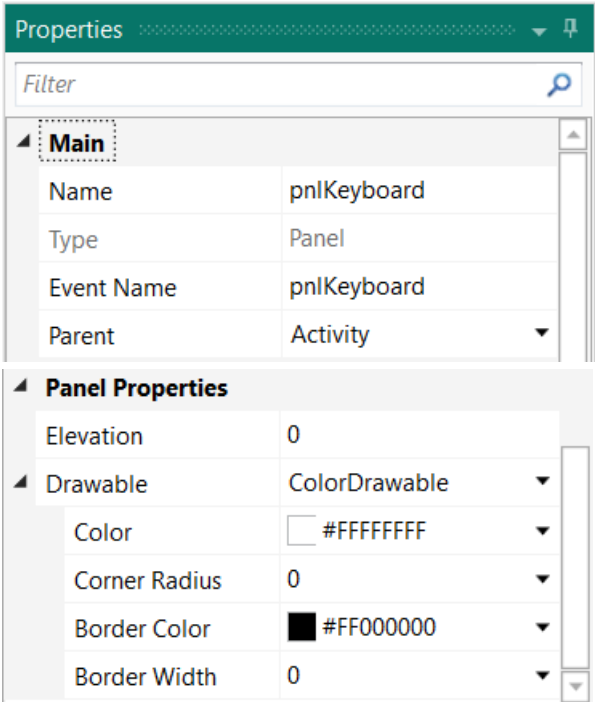 Properties
Filter
Main
Name pnlKeyboard
Type Panel
Event Name pnlKeyboard
Parent Activity
Panel Properties
Elevation 0
Drawable ColorDrawable
Color #FFFFFFFF
Corner Radius 0
Border Color #FF000000
Border Width 0